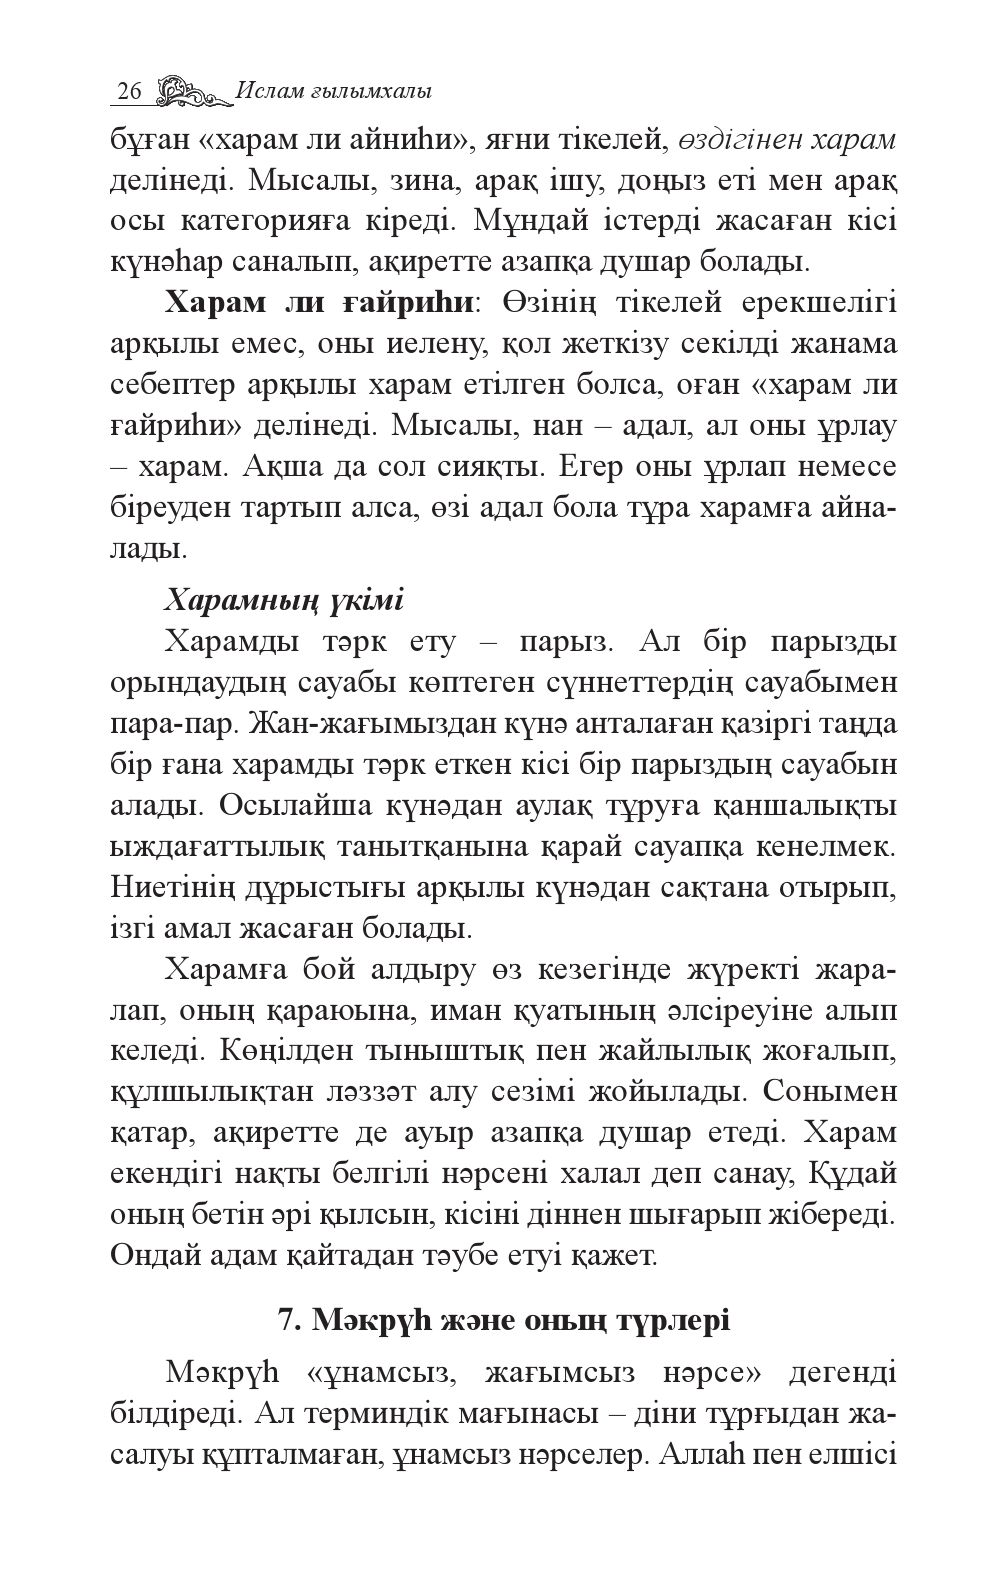 26 Ислам ғылымхалы
бұған «харам ли айниһи», яғни тікелей, өздігінен харам
делінеді. Мысалы, зина, арақ ішу, доңыз еті мен арақ
осы категорияға кіреді. Мұндай істерді жасаған кісі
күнәһар саналып, ақиретте азапқа душар болады.
Харам ли ғайриһи: Өзінің тікелей ерекшелігі
арқылы емес, оны иелену, қол жеткізу секілді жанама
себептер арқылы харам етілген болса, оған «харам ли
ғайриһи» делінеді. Мысалы, нан – адал, ал оны ұрлау
– харам. Ақша да сол сияқты. Егер оны ұрлап немесе
біреуден тартып алса, өзі адал бола тұра харамға айна-
лады.
Харамның үкімі
Харамды тәрк ету – парыз. Ал бір парызды
орындаудың сауабы көптеген сүннеттердің сауабымен
пара-пар. Жан-жағымыздан күнә анталаған қазіргі таңда
бір ғана харамды тәрк еткен кісі бір парыздың сауабын
алады. Осылайша күнәдан аулақ тұруға қаншалықты
ыждағаттылық танытқанына қарай сауапқа кенелмек.
Ниетінің дұрыстығы арқылы күнәдан сақтана отырып,
ізгі амал жасаған болады.
Харамға бой алдыру өз кезегінде жүректі жара-
лап, оның қараюына, иман қуатының әлсіреуіне алып
келеді. Көңілден тыныштық пен жайлылық жоғалып,
құлшылықтан ләззәт алу сезімі жойылады. Сонымен
қатар, ақиретте де ауыр азапқа душар етеді. Харам
екендігі нақты белгілі нәрсені халал деп санау, Құдай
оның бетін әрі қылсын, кісіні діннен шығарып жібереді.
Ондай адам қайтадан тәубе етуі қажет.
7. Мәкрүһ және оның түрлері
Мәкрүһ «ұнамсыз, жағымсыз нәрсе» дегенді
білдіреді. Ал терминдік мағынасы – діни тұрғыдан жа-
салуы құпталмаған, ұнамсыз нәрселер. Аллаһ пен елшісі